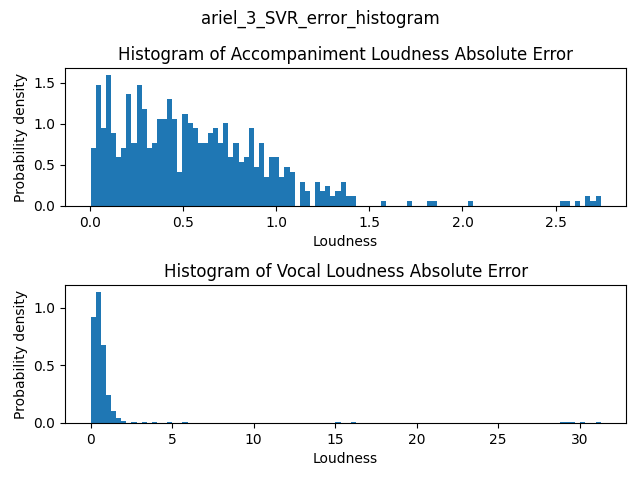 ariel_3_SVR_error_histogram
Histogram of Accompaniment Loudness Absolute Error
Probability density
1.5
1.0
0.5
0.0
0.0 0.5 1.0 1.5 2.0 2.5
Loudness
Histogram of Vocal Loudness Absolute Error
Probability density
1.0
0.5
0.0
0 5 10 15 20 25 30
Loudness